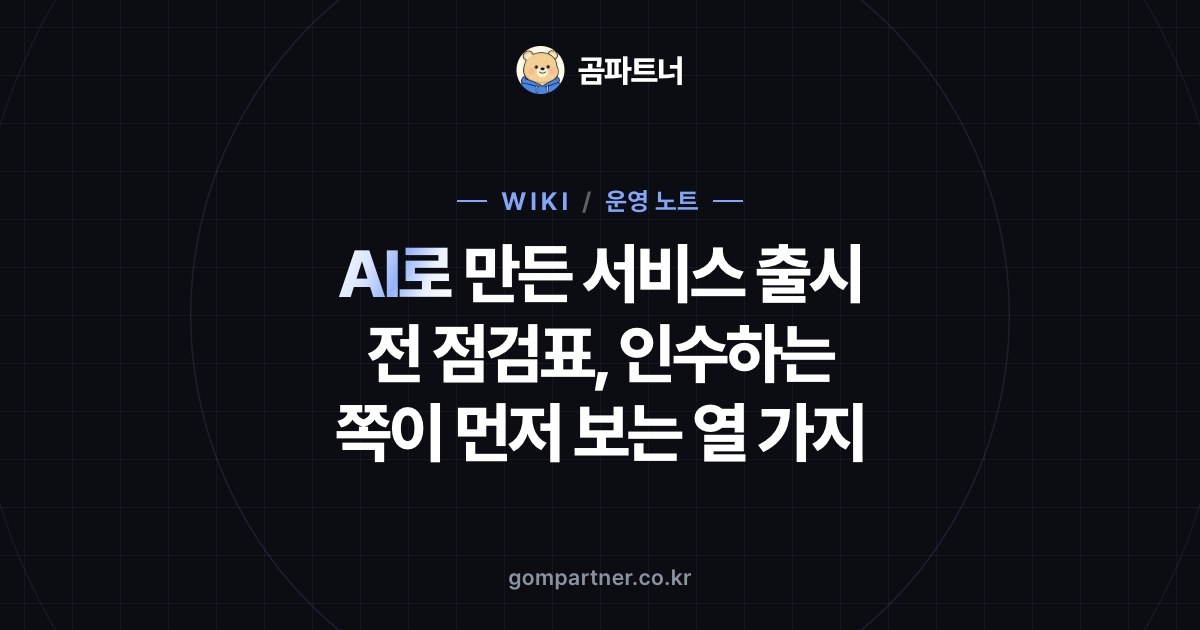 곰파트너
WIKI / 운영 노트
AI로 만든 서비스 출시
전 점검표, 인수하는
쪽이 먼저 보는 열 가지
gompartner.co.kr